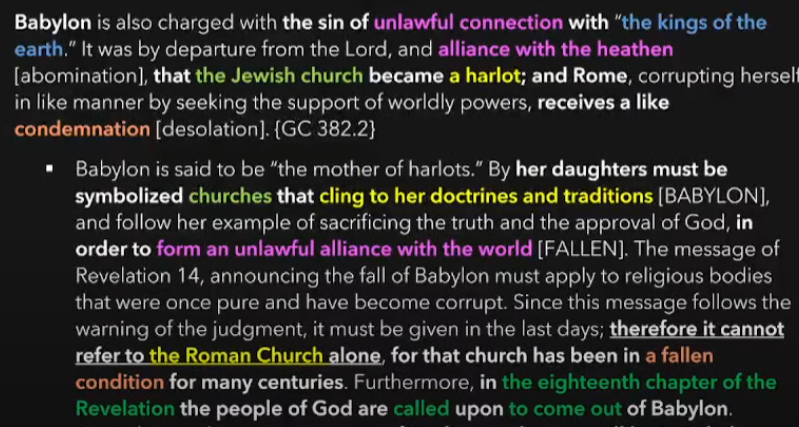 Babylon is also charged with the sin of unlawful connection with “the kings of the
earth.” It was by departure from the Lord, and alliance with the heathen
[abomination], that the Jewish church became a harlot; and Rome, corrupting hersel
in like manner by seeking the support of worldly powers, receives a like
condemnation [desolation]. {GC 382.2}
▪ Babylon is said to be “the mother of harlots.” By her daughters must be
symbolized churches that cling to her doctrines and traditions [BABYLON],
and follow her example of sacrificing the truth and the approval of God, in
order to form an unlawful alliance with the world [FALLEN]. The message of
Revelation 14, announcing the fall of Babylon must apply to religious bodies
that were once pure and have become corrupt. Since this message follows the
warning of the judgment, it must be given in the last days; therefore it cannot
refer to the Roman Church alone, for that church has been in a fallen
condition for many centuries. Furthermore, in the eighteenth chapter of the
Revelation the people of God are called upon to come out of Babylon.